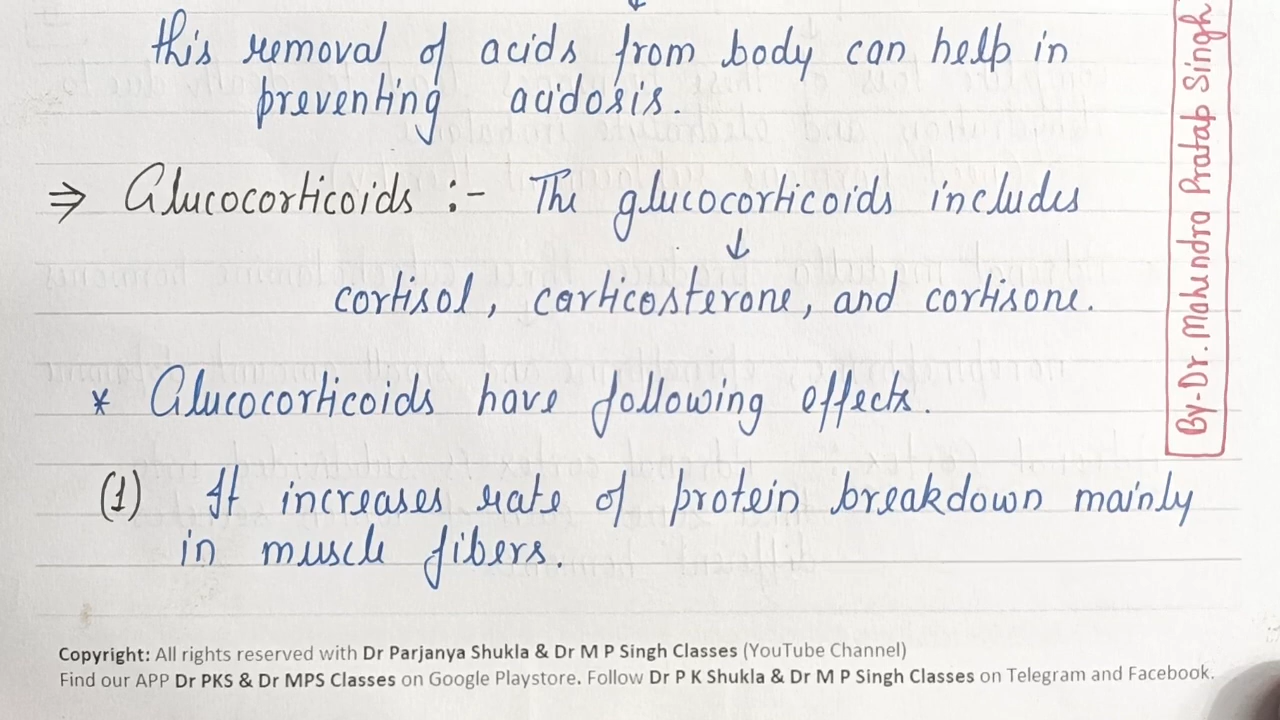 this removal of acids from body can help in
preventing acidosis.
⇒ Glucocorticoids :- The glucocorticoids includes
↓
cortisol, corticosterone, and cortisone.
* Glucocorticoids have following effects.
(1) It increases rate of protein breakdown mainly
in muscle fibers.
By-Dr. Mahendra Pratap Singh
Copyright: All rights reserved with Dr Parjanya Shukla & Dr M P Singh Classes (YouTube Channel)
Find our APP Dr PKS & Dr MPS Classes on Google Playstore. Follow Dr P K Shukla & Dr M P Singh Classes on Telegram and Facebook.